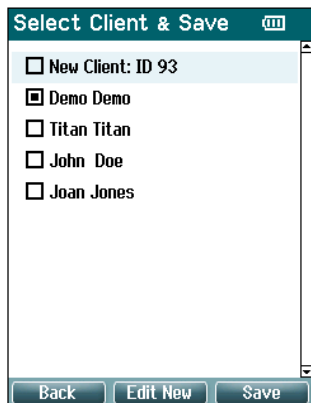 Select Client & Save
New Client: ID 93
Demo Demo
Titan Titan
John Doe
Joan Jones
Back Edit New Save